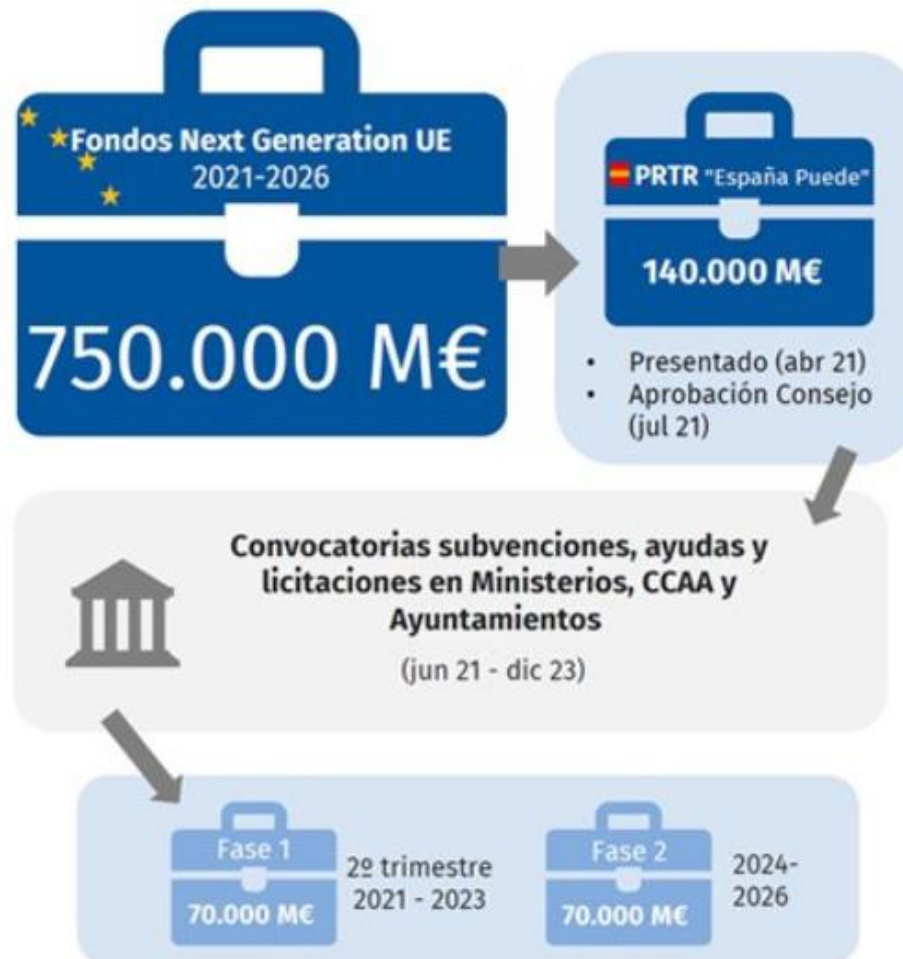 Fondos Next Generation UE
2021-2026
750.000 M€
PRTR "España Puede"
140.000 M€
• Presentado (abr 21)
• Aprobación Consejo
(jul 21)
Convocatorias subvenciones, ayudas y
licitaciones en Ministerios, CCAA y
Ayuntamientos
(jun 21 - dic 23)
Fase 1
70.000 M€
2º trimestre
2021 - 2023
Fase 2
70.000 M€
2024-
2026